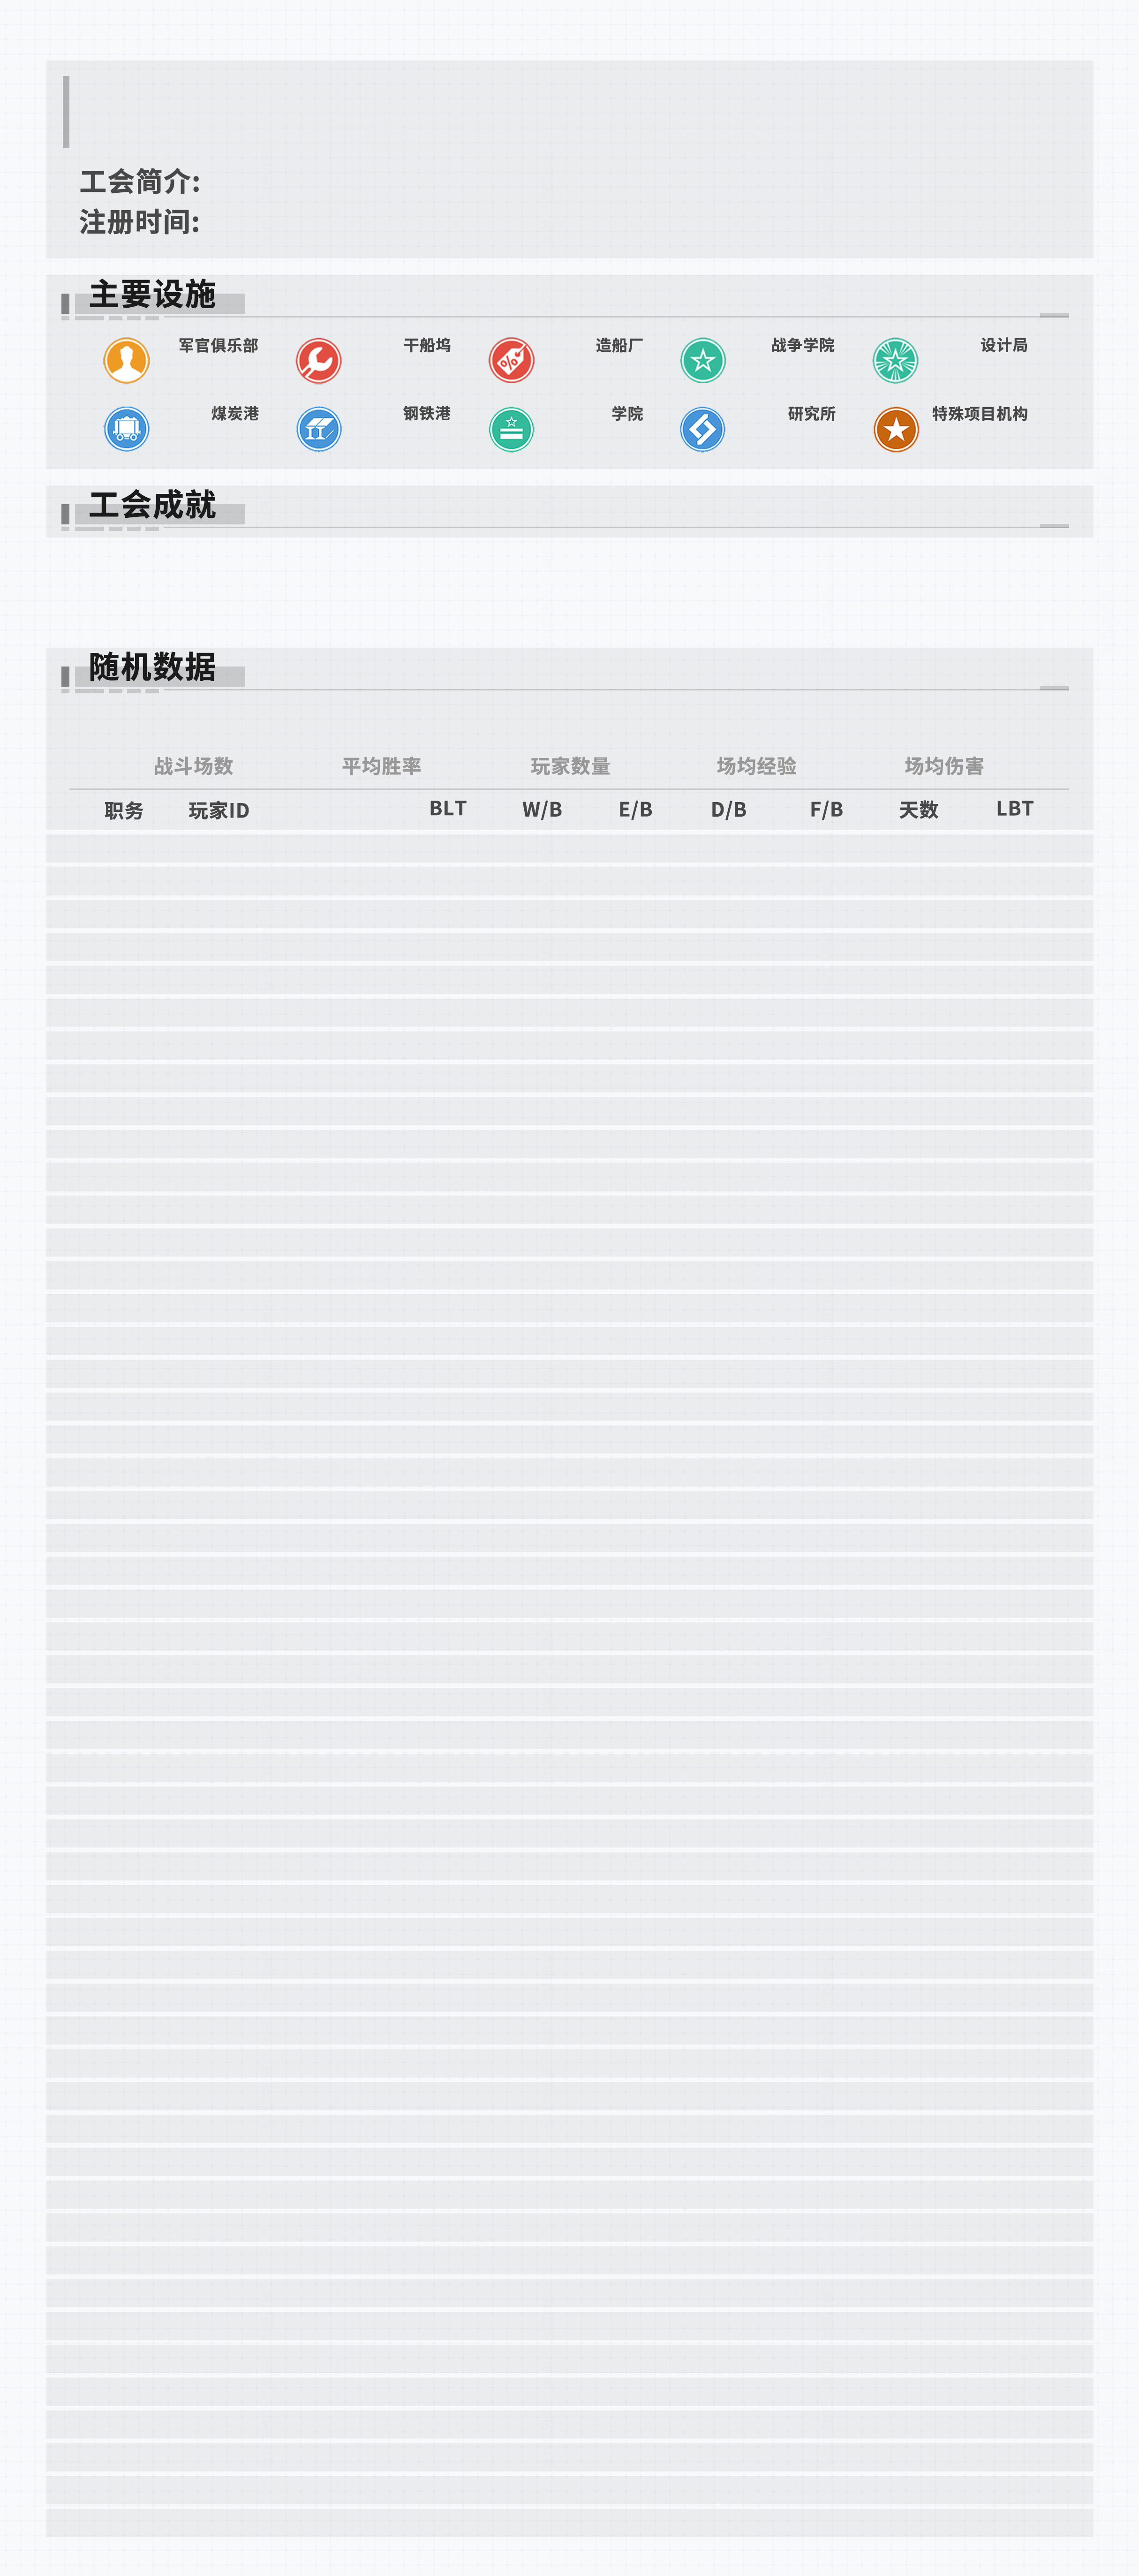 工会简介:
注册时间:
主要设施
军官俱乐部 干船坞 造船厂 战争学院 设计局
煤炭港 钢铁港 学院 研究所 特殊项目机构
工会成就
随机数据
战斗场数 平均胜率 玩家数量 场均经验 场均伤害
职务 玩家ID BLT W/B E/B D/B F/B 天数 LBT